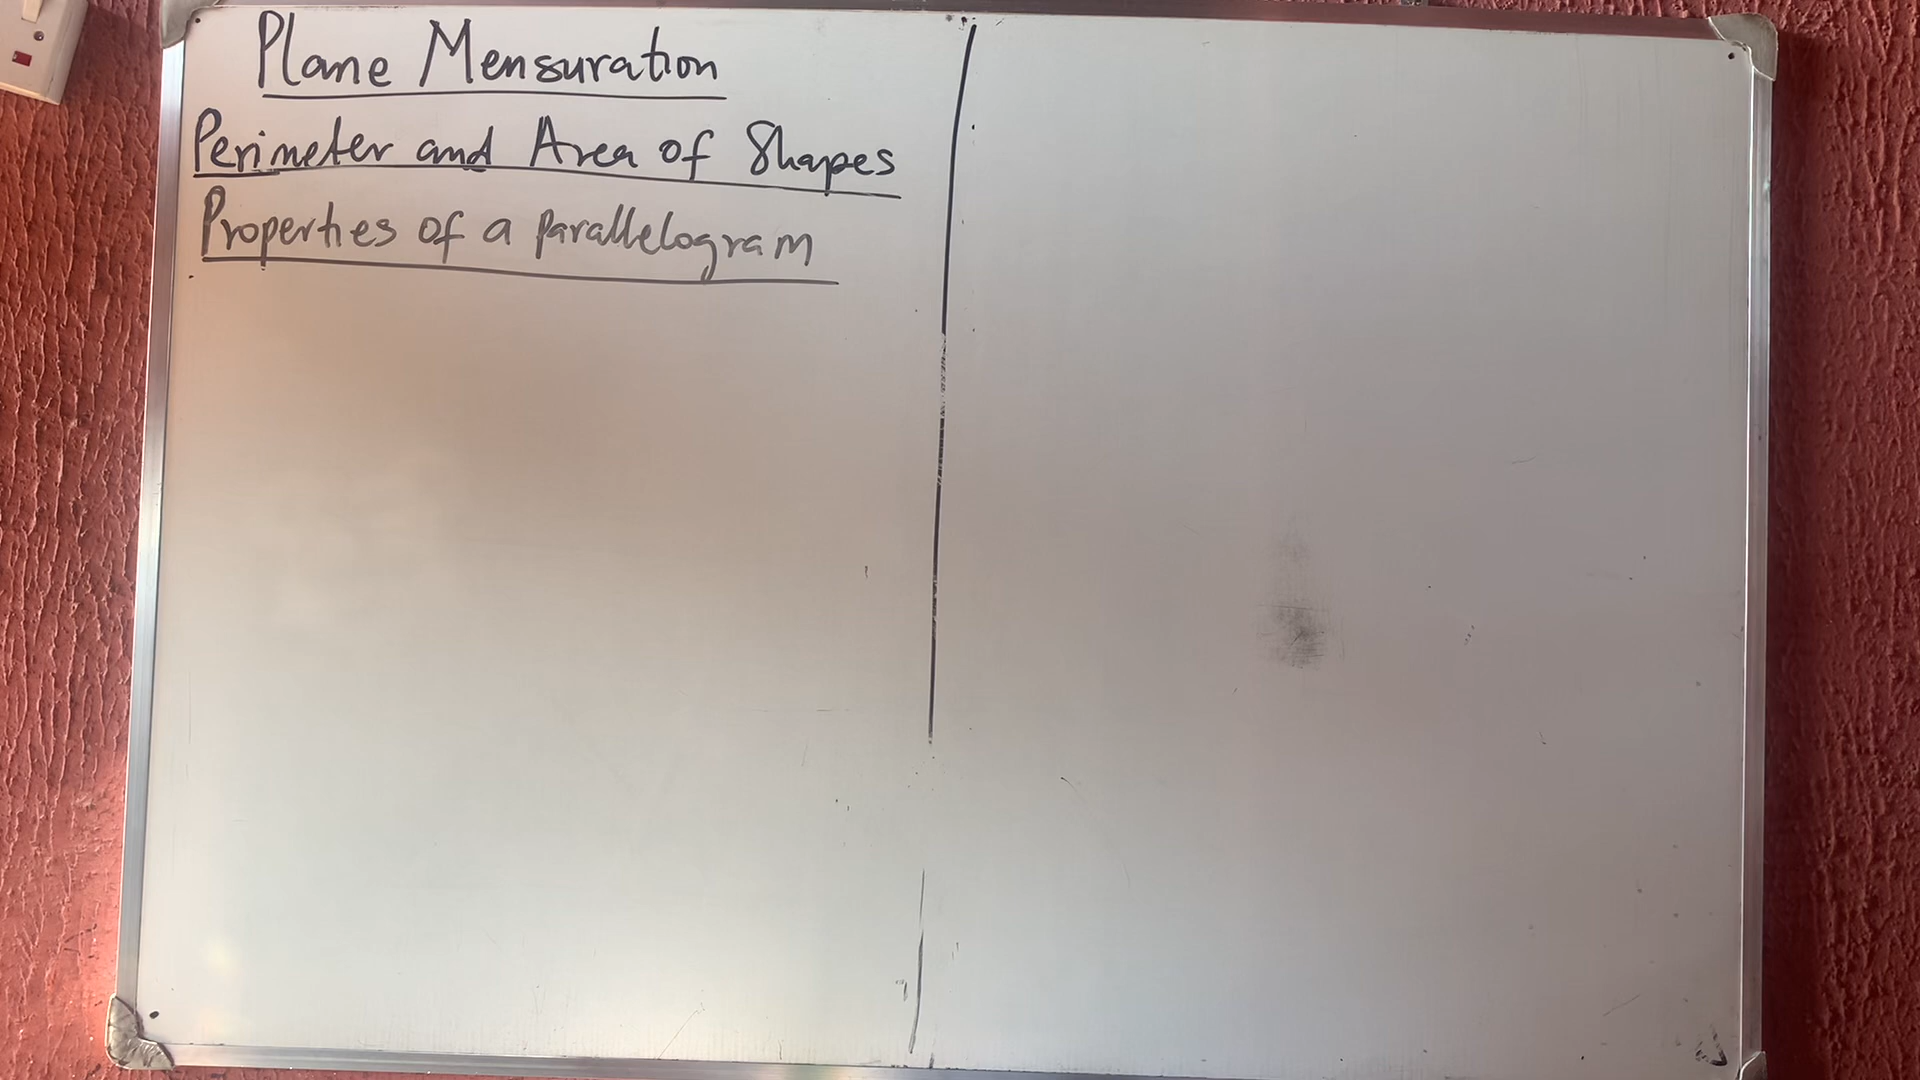 Plane Mensuration
Perimeter and Area of Shapes
Properties of a parallelogram